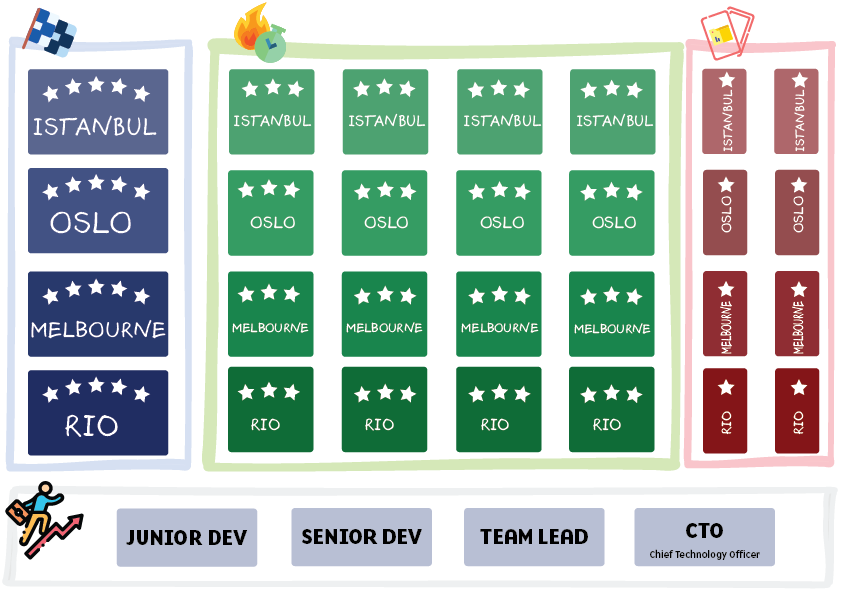 ISTANBUL
ISTANBUL
ISTANBUL
ISTANBUL
ISTANBUL
ISTANBUL
ISTANBUL
OSLO
OSLO
OSLO
OSLO
OSLO
OSLO
OSLO
MELBOURNE
MELBOURNE
MELBOURNE
MELBOURNE
MELBOURNE
MELBOURNE
MELBOURNE
RIO
RIO
RIO
RIO
RIO
RIO
RIO
JUNIOR DEV
SENIOR DEV
TEAM LEAD
CTO
Chief Technology Officer